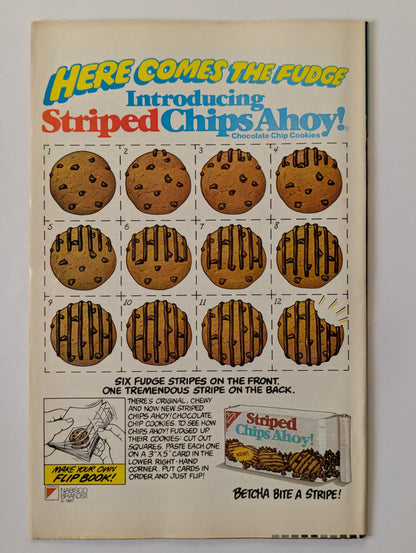 HERE COMES THE FUDGE
Introducing
Striped Chips Ahoy!®
Chocolate Chip Cookies
1 2 3 4
5 6 7 8
9 10 11 12
SIX FUDGE STRIPES ON THE FRONT.
ONE TREMENDOUS STRIPE ON THE BACK.
THERE'S ORIGINAL, CHEWY
AND NOW NEW STRIPED
CHIPS AHOY! CHOCOLATE
CHIP COOKIES. TO SEE HOW
CHIPS AHOY! FUDGED UP
THEIR COOKIES: CUT OUT
SQUARES. PASTE EACH ONE
ON A 3"X5" CARD IN THE
LOWER RIGHT-HAND
CORNER. PUT CARDS IN
ORDER AND JUST FLIP!
MAKE YOUR OWN
"FLIP BOOK!"
NABISCO
BRANDS®
© 1987
Striped
Chips Ahoy!
NEW!
BETCHA BITE A STRIPE!